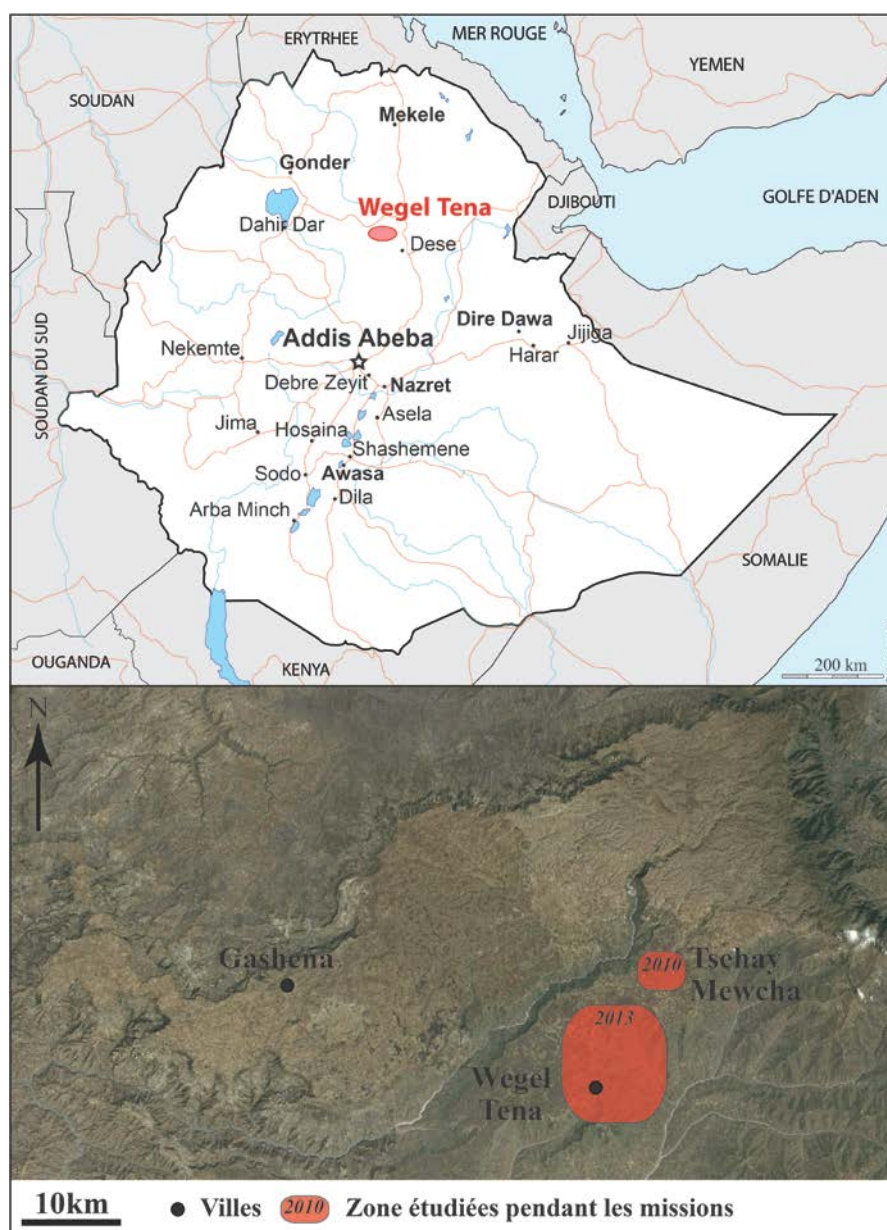 ERYTRHEE
MER ROUGE
YEMEN
SOUDAN
Mekele
Gonder
DJIBOUTI
GOLFE D'ADEN
Wegel Tena
Dahir Dar
Dese
Dire Dawa
Jijiga
Harar
Addis Abeba
Nekemte
Debre Zeyit
Nazret
SOUDAN DU SUD
Asela
Jima
Hosaina
Shashemene
Sodo
Awasa
Dila
Arba Minch
SOMALIE
OUGANDA
KENYA
200 km
N
Gashena
2010
Tsehay
Mewcha
2013
Wegel
Tena
10km
Villes
2010
Zone étudiées pendant les missions